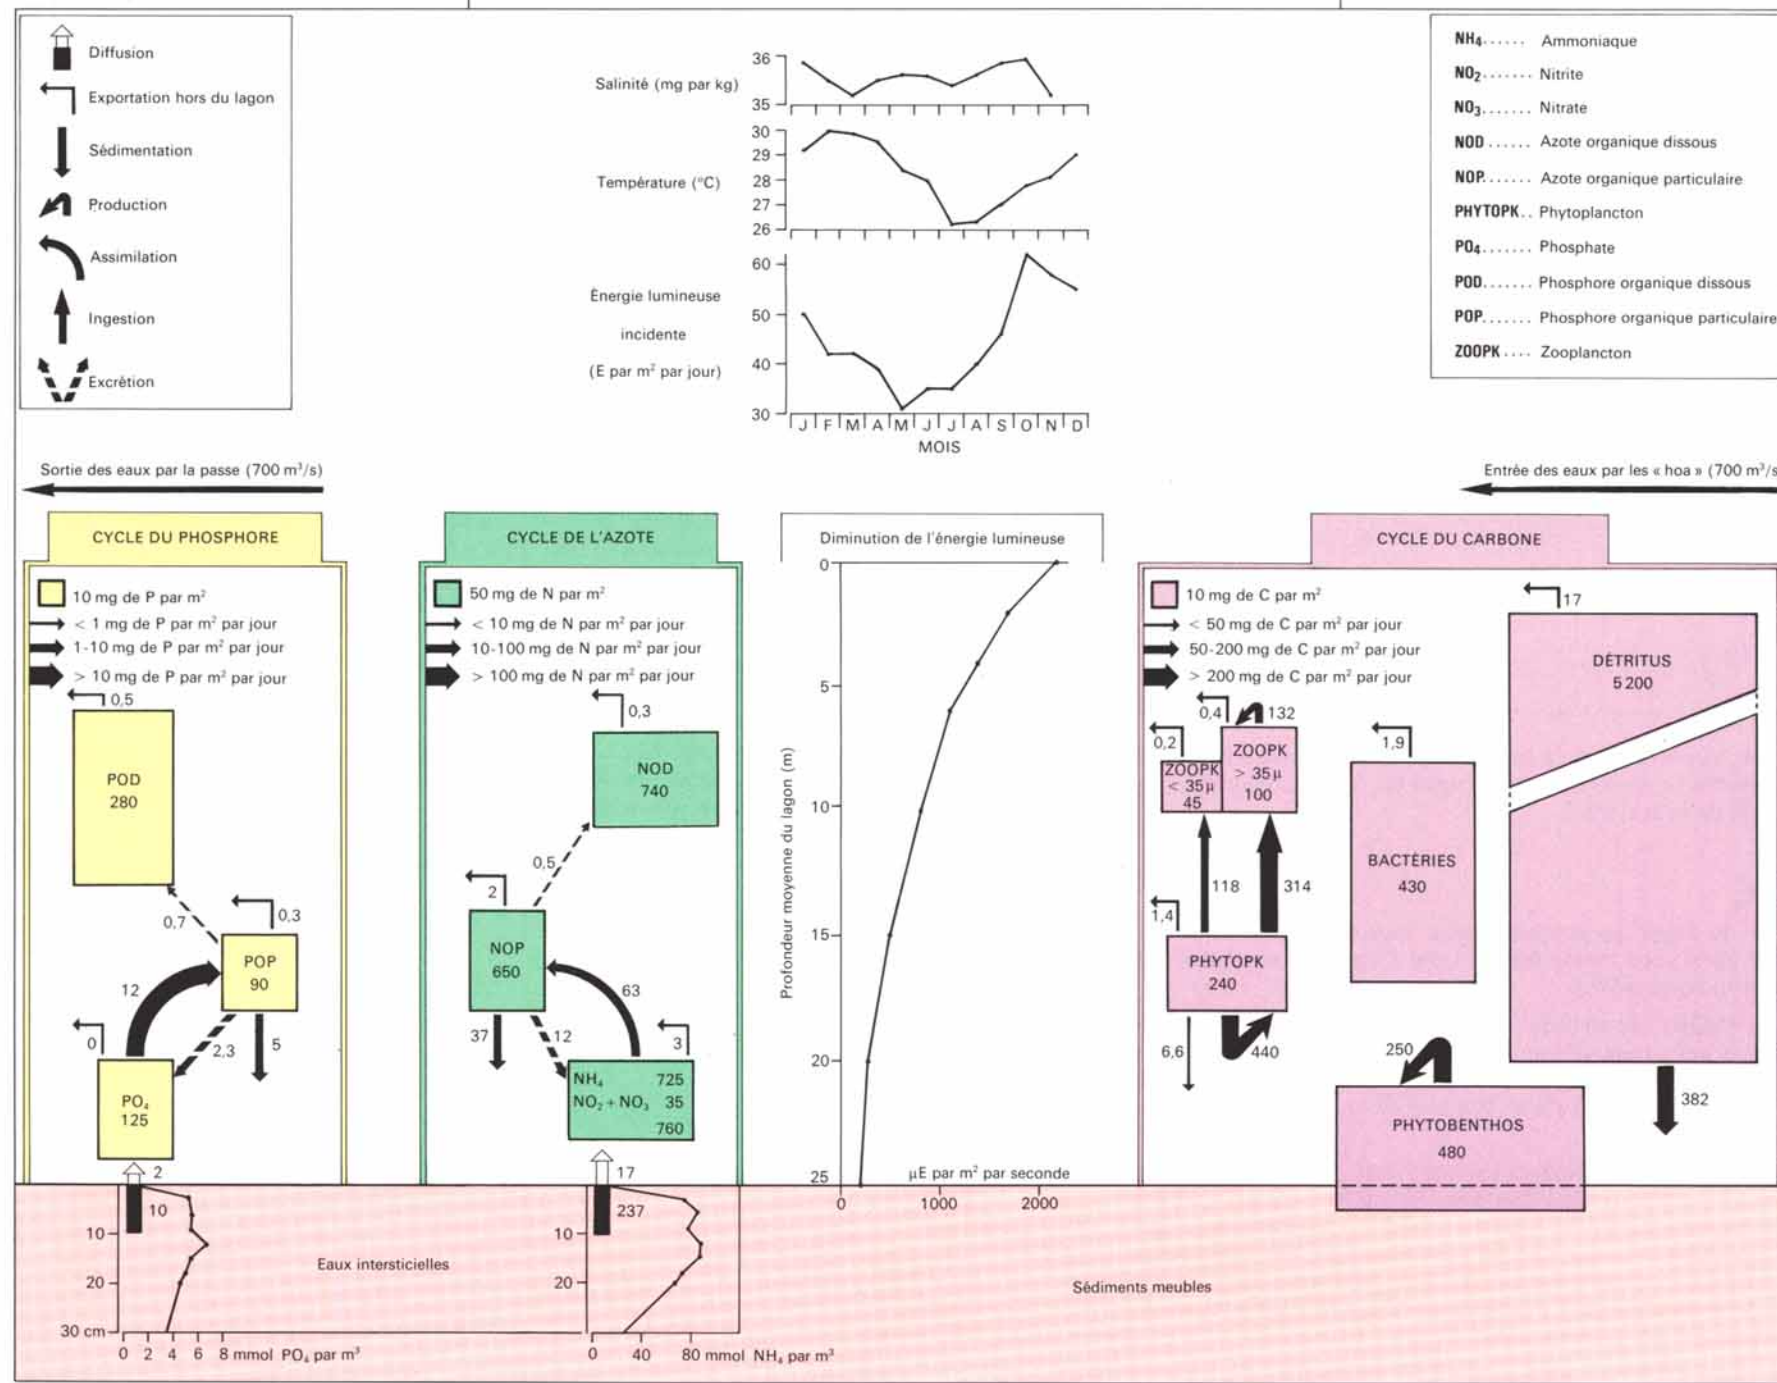 Diffusion
Exportation hors du lagon
Sédimentation
Production
Assimilation
Ingestion
Excrétion
Salinité (mg par kg)
36
35
Température (°C)
30
29
28
27
26
Énergie lumineuse
incidente
(E par m² par jour)
60
50
40
30
J F M A M J J A S O N D
MOIS
NH₄...... Ammoniaque
NO₂....... Nitrite
NO₃....... Nitrate
NOD...... Azote organique dissous
NOP....... Azote organique particulaire
PHYTOPK.. Phytoplancton
PO₄....... Phosphate
POD....... Phosphore organique dissous
POP....... Phosphore organique particulaire
ZOOPK.... Zooplancton
Sortie des eaux par la passe (700 m³/s)
Entrée des eaux par les « hoa » (700 m³/s
CYCLE DU PHOSPHORE
10 mg de P par m²
< 1 mg de P par m² par jour
1-10 mg de P par m² par jour
> 10 mg de P par m² par jour
0,5
POD
280
0,7
0,3
POP
90
12
0
2,3
5
PO₄
125
2
10
10
20
30 cm
0 2 4 6 8 mmol PO₄ par m³
CYCLE DE L'AZOTE
50 mg de N par m²
< 10 mg de N par m² par jour
10-100 mg de N par m² par jour
> 100 mg de N par m² par jour
0,3
NOD
740
0,5
2
NOP
650
63
37
12
3
NH₄ 725
NO₂ + NO₃ 35
760
17
237
10
20
0 40 80 mmol NH₄ par m³
Eaux intersticielles
Diminution de l'énergie lumineuse
Profondeur moyenne du lagon (m)
0
5
10
15
20
25
µE par m² par seconde
0 1000 2000
CYCLE DU CARBONE
10 mg de C par m²
< 50 mg de C par m² par jour
50-200 mg de C par m² par jour
> 200 mg de C par m² par jour
17
DÉTRITUS
5 200
0,4
132
0,2
ZOOPK
< 35 µ
45
ZOOPK
> 35 µ
100
1,9
BACTÉRIES
430
118
314
1,4
PHYTOPK
240
6,6
440
250
PHYTOBENTHOS
480
382
Sédiments meubles